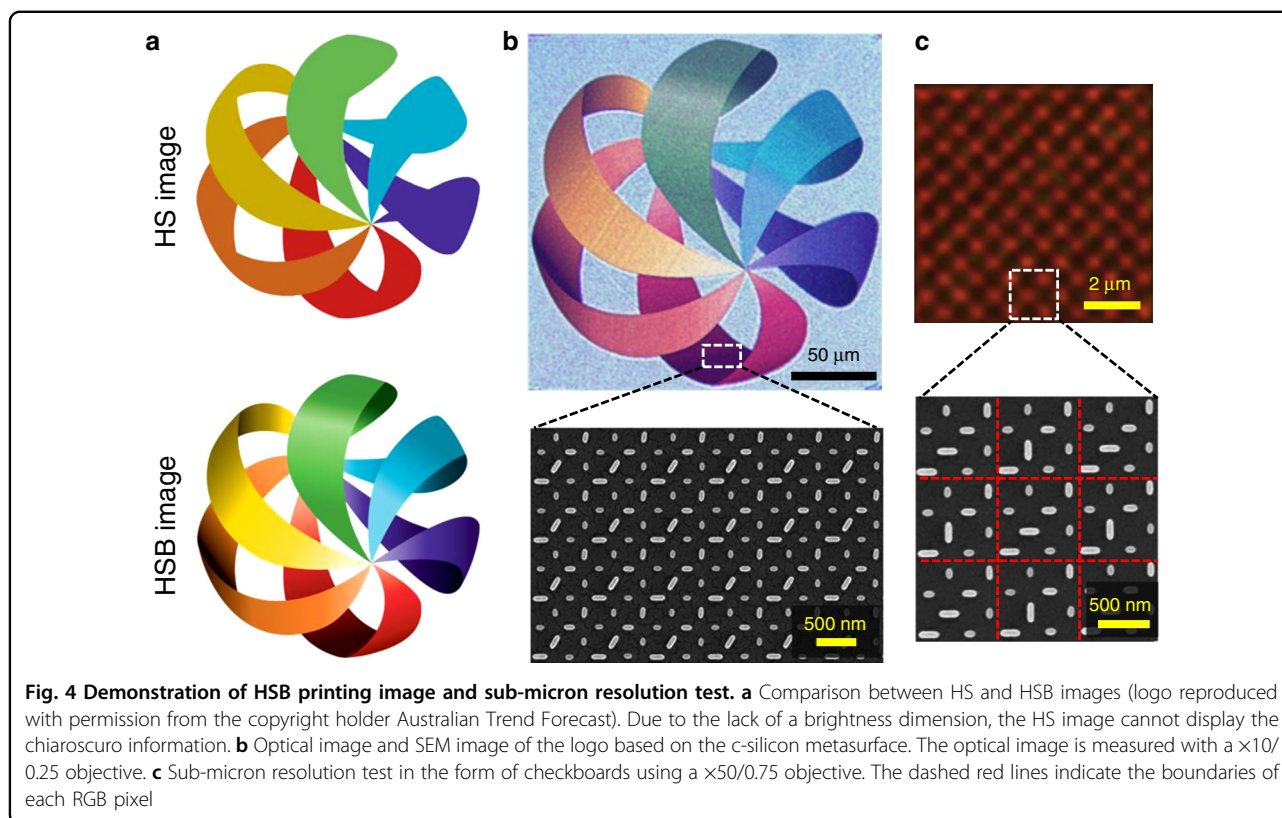 a
b
c
HS image
HSB image
50 μm
2 μm
500 nm
500 nm
Fig. 4 Demonstration of HSB printing image and sub-micron resolution test. a Comparison between HS and HSB images (logo reproduced
with permission from the copyright holder Australian Trend Forecast). Due to the lack of a brightness dimension, the HS image cannot display the
chiaroscuro information. b Optical image and SEM image of the logo based on the c-silicon metasurface. The optical image is measured with a ×10/
0.25 objective. c Sub-micron resolution test in the form of checkboards using a ×50/0.75 objective. The dashed red lines indicate the boundaries of
each RGB pixel